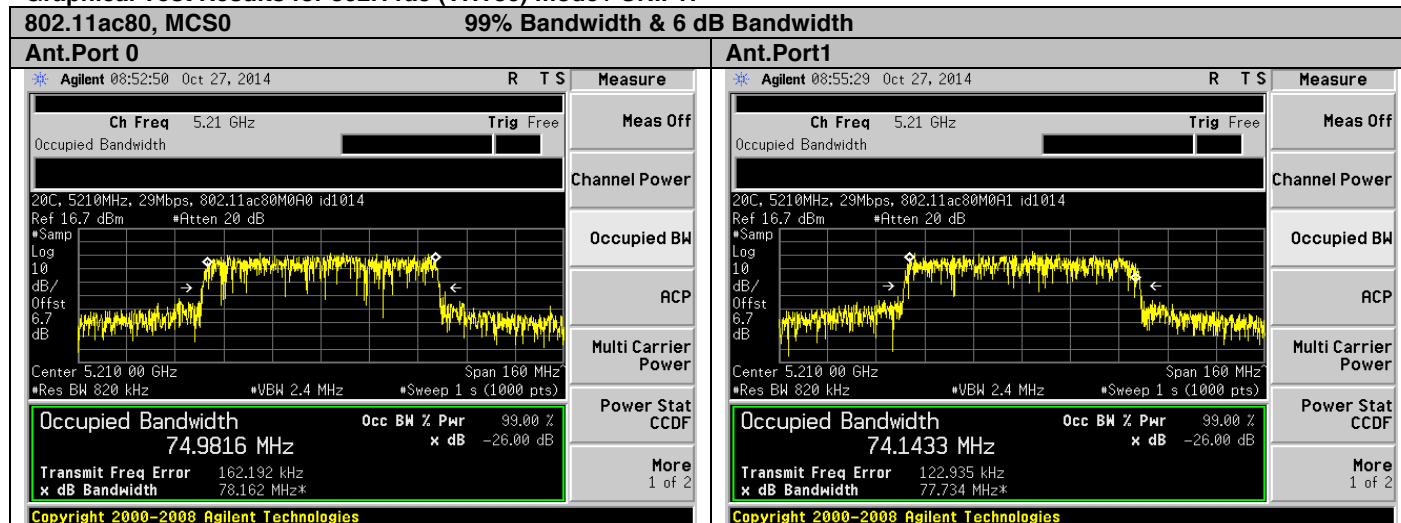 802.11ac80, MCS0 99% Bandwidth & 6 dB Bandwidth
Ant.Port 0
Agilent 08:52:50 Oct 27, 2014 R T S
Measure
Ch Freq 5.21 GHz Trig Free
Occupied Bandwidth
20C, 5210MHz, 29Mbps, 802.11ac80M0A0 id1014
Ref 16.7 dBm #Atten 20 dB
#Samp
Log
10
dB/
Offst
6.7
dB
Center 5.210 00 GHz Span 160 MHz^
#Res BW 820 kHz #VBW 2.4 MHz #Sweep 1 s (1000 pts)
Occupied Bandwidth Occ BW % Pwr 99.00 %
74.9816 MHz x dB -26.00 dB
Transmit Freq Error 162.192 kHz
x dB Bandwidth 78.162 MHz*
Copyright 2000-2008 Agilent Technologies
Meas Off
Channel Power
Occupied BW
ACP
Multi Carrier
Power
Power Stat
CCDF
More
1 of 2
Ant.Port1
Agilent 08:55:29 Oct 27, 2014 R T S
Measure
Ch Freq 5.21 GHz Trig Free
Occupied Bandwidth
20C, 5210MHz, 29Mbps, 802.11ac80M0A1 id1014
Ref 16.7 dBm #Atten 20 dB
#Samp
Log
10
dB/
Offst
6.7
dB
Center 5.210 00 GHz Span 160 MHz^
#Res BW 820 kHz #VBW 2.4 MHz #Sweep 1 s (1000 pts)
Occupied Bandwidth Occ BW % Pwr 99.00 %
74.1433 MHz x dB -26.00 dB
Transmit Freq Error 122.935 kHz
x dB Bandwidth 77.734 MHz*
Copyright 2000-2008 Agilent Technologies
Meas Off
Channel Power
Occupied BW
ACP
Multi Carrier
Power
Power Stat
CCDF
More
1 of 2